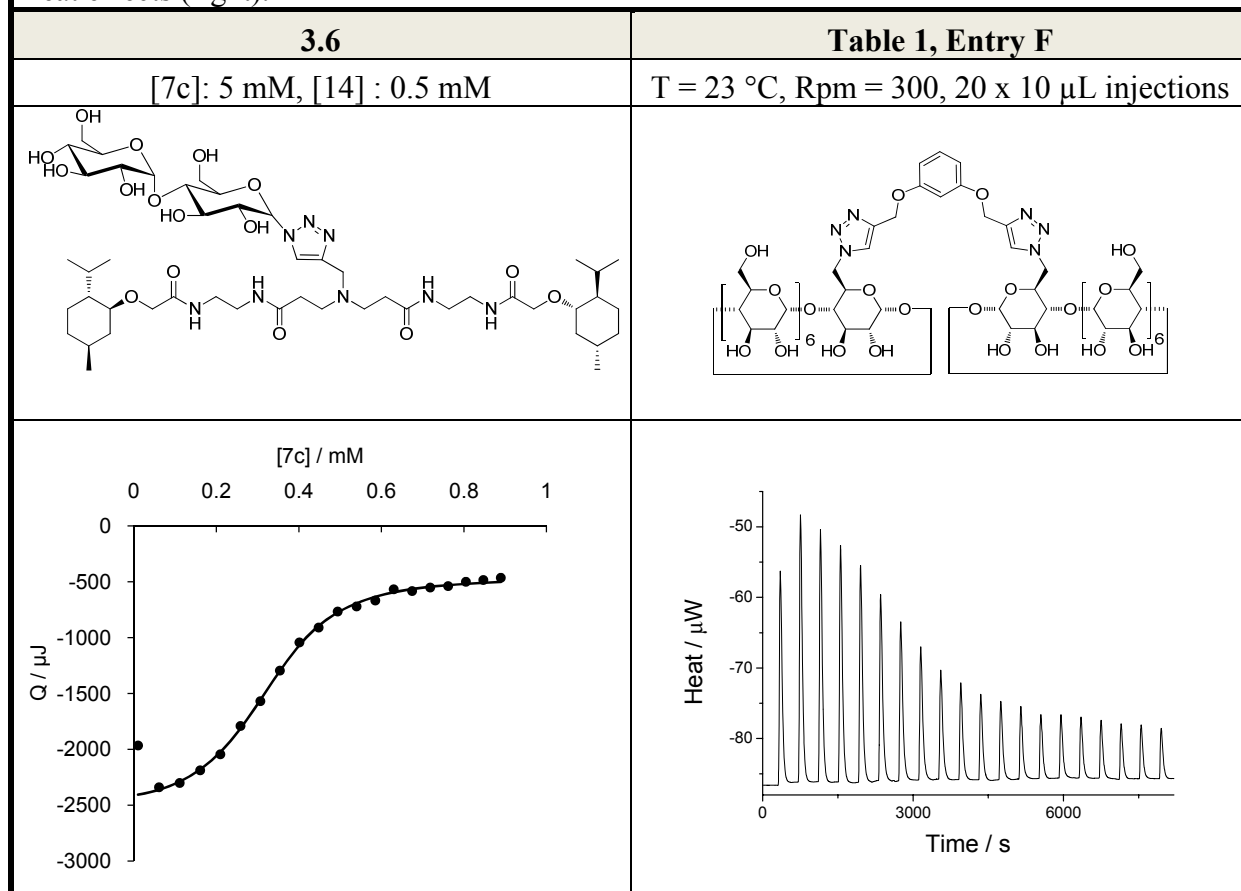 3.6
Table 1, Entry F
[7c]: 5 mM, [14] : 0.5 mM
T = 23 °C, Rpm = 300, 20 x 10 µL injections
OH
HO
HO
O
OH
OH
O
OH
O
HO
OH
N
N
N
O
O
N
H
H
N
O
N
O
H
N
N
H
O
O
O
O
N
N
N
N
N
N
OH
O
O
O
O
HO
OH
6
HO
OH
HO
O
O
O
O
HO
OH
HO
OH
6
[7c] / mM
0 0.2 0.4 0.6 0.8 1
0
-500
-1000
-1500
-2000
-2500
-3000
Q / µJ
-50
-60
-70
-80
Heat / µW
0 3000 6000
Time / s